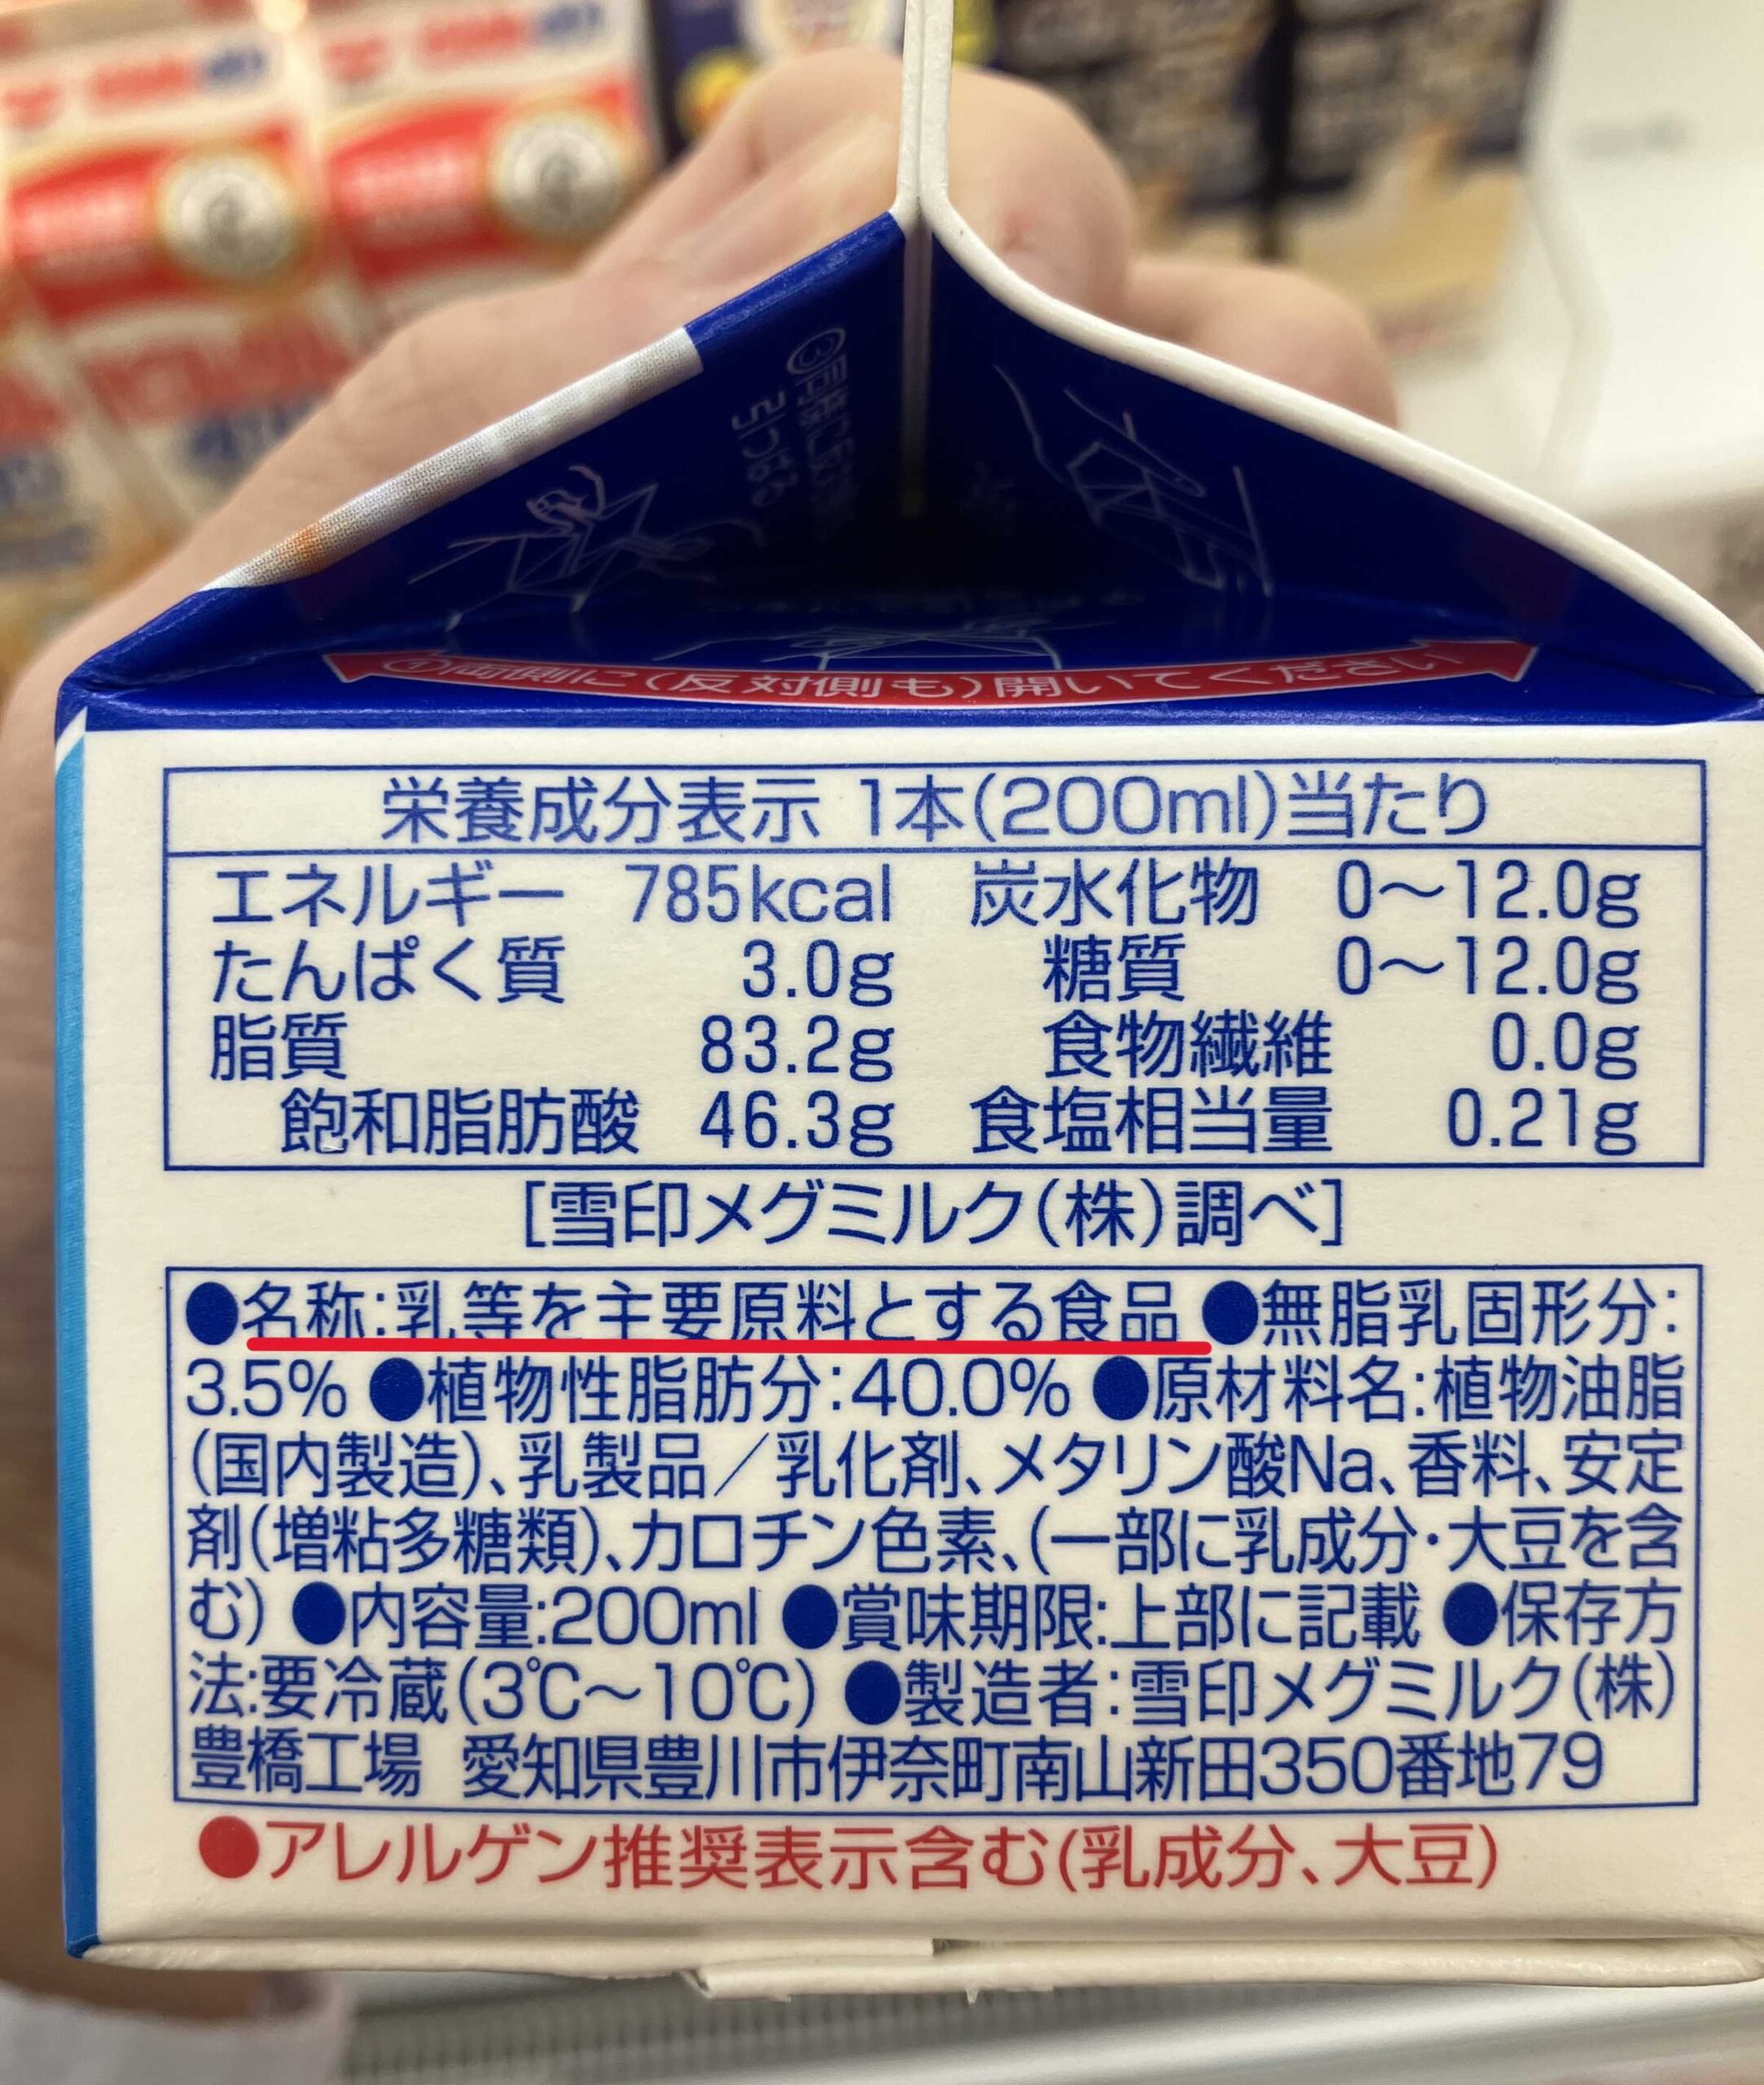 ③同様に反対側
引っぱる
①両側に(反対側も)開いてください
栄養成分表示 1本(200ml)当たり
エネルギー 785kcal 炭水化物 0〜12.0g
たんぱく質 3.0g 糖質 0〜12.0g
脂質 83.2g 食物繊維 0.0g
飽和脂肪酸 46.3g 食塩相当量 0.21g
[雪印メグミルク(株)調べ]
●名称:乳等を主要原料とする食品 ●無脂乳固形分:
3.5% ●植物性脂肪分:40.0% ●原材料名:植物油脂
(国内製造)、乳製品/乳化剤、メタリン酸Na、香料、安定
剤(増粘多糖類)、カロチン色素、(一部に乳成分・大豆を含
む) ●内容量:200ml ●賞味期限:上部に記載 ●保存方
法:要冷蔵(3℃〜10℃) ●製造者:雪印メグミルク(株)
豊橋工場 愛知県豊川市伊奈町南山新田350番地79
●アレルゲン推奨表示含む(乳成分、大豆)